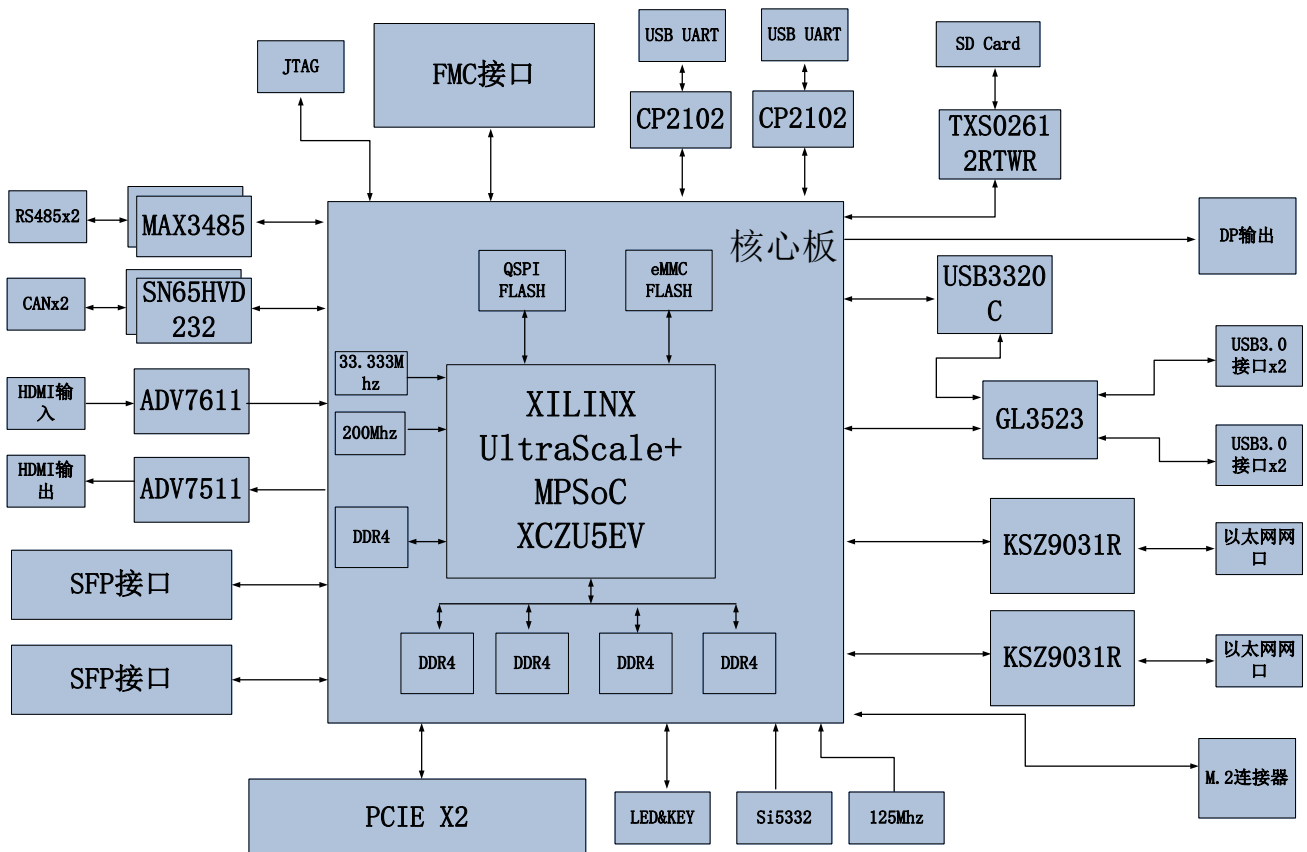 USB UART
USB UART
SD Card
JTAG
FMC接口
CP2102
CP2102
TXS0261
2RTWR
RS485x2
MAX3485
核心板
DP输出
CANx2
SN65HVD
232
QSPI
FLASH
eMMC
FLASH
USB3320
C
33.333M
hz
XILINX
UltraScale+
MPSoC
XCZU5EV
USB3.0
接口x2
HDMI输
入
ADV7611
200Mhz
GL3523
USB3.0
接口x2
HDMI输
出
ADV7511
DDR4
KSZ9031R
以太网网
口
SFP接口
SFP接口
DDR4
DDR4
DDR4
DDR4
KSZ9031R
以太网网
口
M.2连接器
PCIE X2
LED&KEY
Si5332
125Mhz